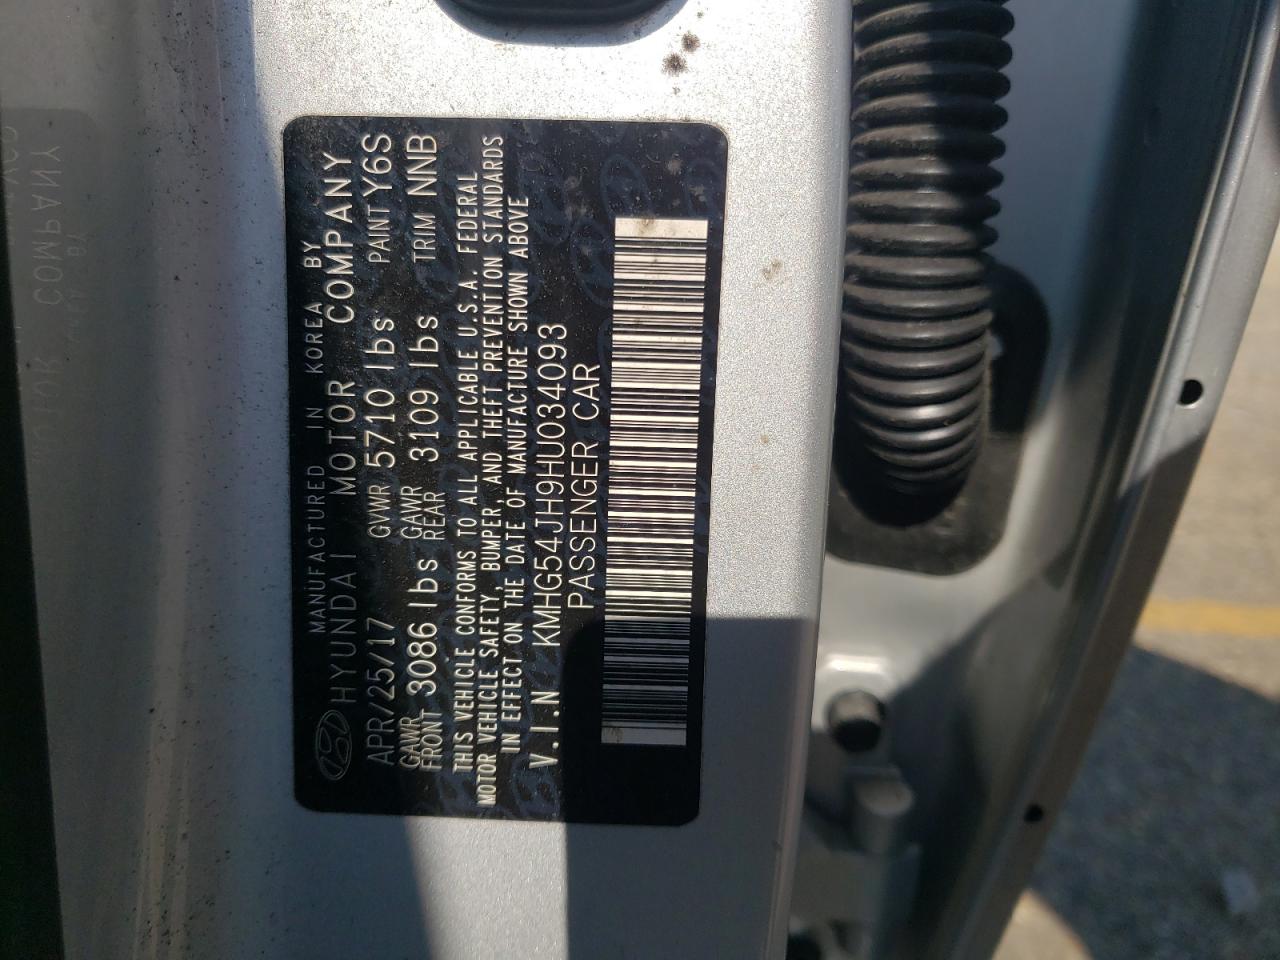 MANUFACTURED IN KOREA BY
HYUNDAI MOTOR COMPANY
APR/25/17 GVWR 5710 lbs PAINT Y6S
GAWR FRONT 3086 lbs GAWR REAR 3109 lbs TRIM NNB
THIS VEHICLE CONFORMS TO ALL APPLICABLE U.S.A. FEDERAL
MOTOR VEHICLE SAFETY, BUMPER, AND THEFT PREVENTION STANDARDS
IN EFFECT ON THE DATE OF MANUFACTURE SHOWN ABOVE
V.I.N KMHG54JH9HU034093
PASSENGER CAR
COMPANY